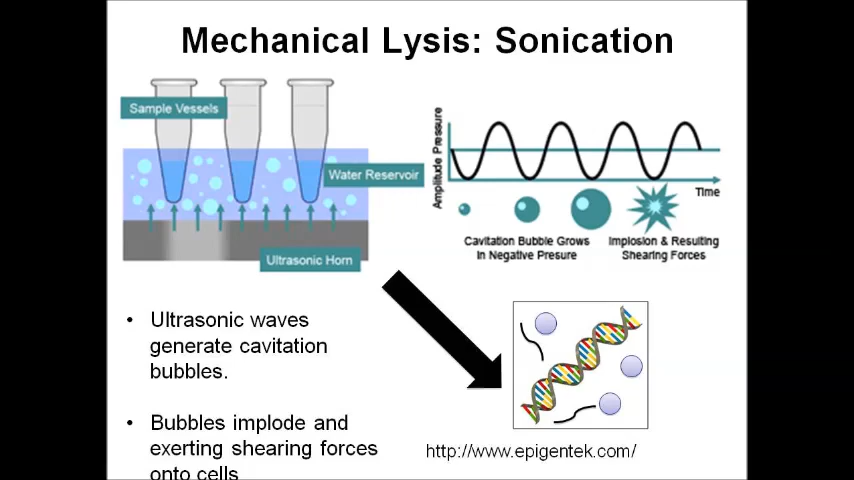 Mechanical Lysis: Sonication
Sample Vessels
Water Reservoir
Ultrasonic Horn
Amplitude Pressure
Time
Cavitation Bubble Grows
In Negative Presure
Implosion & Resulting
Shearing Forces
• Ultrasonic waves
generate cavitation
bubbles.
• Bubbles implode and
exerting shearing forces
onto cells
http://www.epigentek.com/